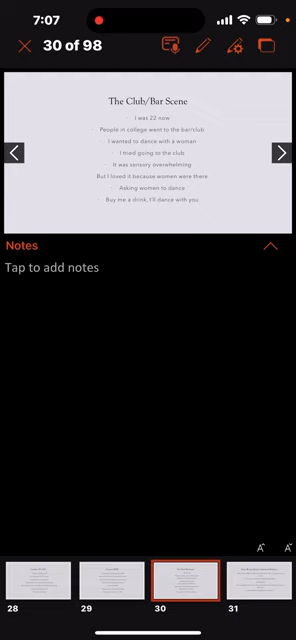 7:07
30 of 98
The Club/Bar Scene
· I was 22 now
· People in college went to the bar/club
· I wanted to dance with a woman
· I tried going to the club
· It was sensory overwhelming
· But I loved it because women were there
· Asking women to dance
· Buy me a drink, I'll dance with you
Notes
Tap to add notes
A A
28 29 30 31